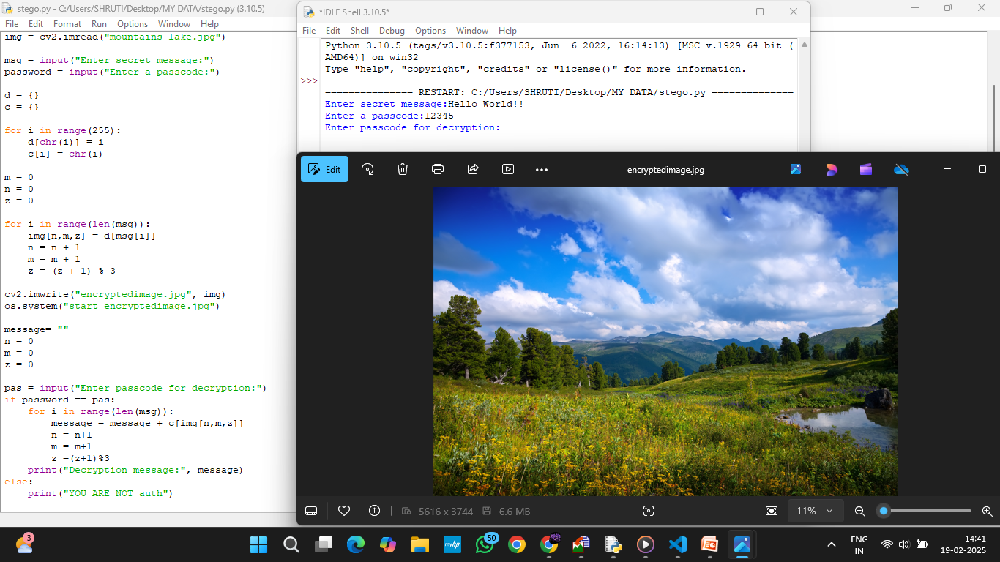 stego.py - C:/Users/SHRUTI/Desktop/MY DATA/stego.py (3.10.5)
File Edit Format Run Options Window Help
img = cv2.imread("mountains-lake.jpg")
msg = input("Enter secret message:")
password = input("Enter a passcode:")
d = {}
c = {}
for i in range(255):
    d[chr(i)] = i
    c[i] = chr(i)
m = 0
n = 0
z = 0
for i in range(len(msg)):
    img[n,m,z] = d[msg[i]]
    n = n + 1
    m = m + 1
    z = (z + 1) % 3
cv2.imwrite("encryptedimage.jpg", img)
os.system("start encryptedimage.jpg")
message= ""
n = 0
m = 0
z = 0
pas = input("Enter passcode for decryption:")
if password == pas:
    for i in range(len(msg)):
        message = message + c[img[n,m,z]]
        n = n+1
        m = m+1
        z =(z+1)%3
    print("Decryption message:", message)
else:
    print("YOU ARE NOT auth")
*IDLE Shell 3.10.5*
File Edit Shell Debug Options Window Help
Python 3.10.5 (tags/v3.10.5:f377153, Jun  6 2022, 16:14:13) [MSC v.1929 64 bit (
AMD64)] on win32
Type "help", "copyright", "credits" or "license()" for more information.
>>>
=============== RESTART: C:/Users/SHRUTI/Desktop/MY DATA/stego.py ==============
Enter secret message:Hello World!!
Enter a passcode:12345
Enter passcode for decryption:
Edit
encryptedimage.jpg
5616 x 3744 6.6 MB
11%
3
myhp
50
ENG
IN
14:41
19-02-2025